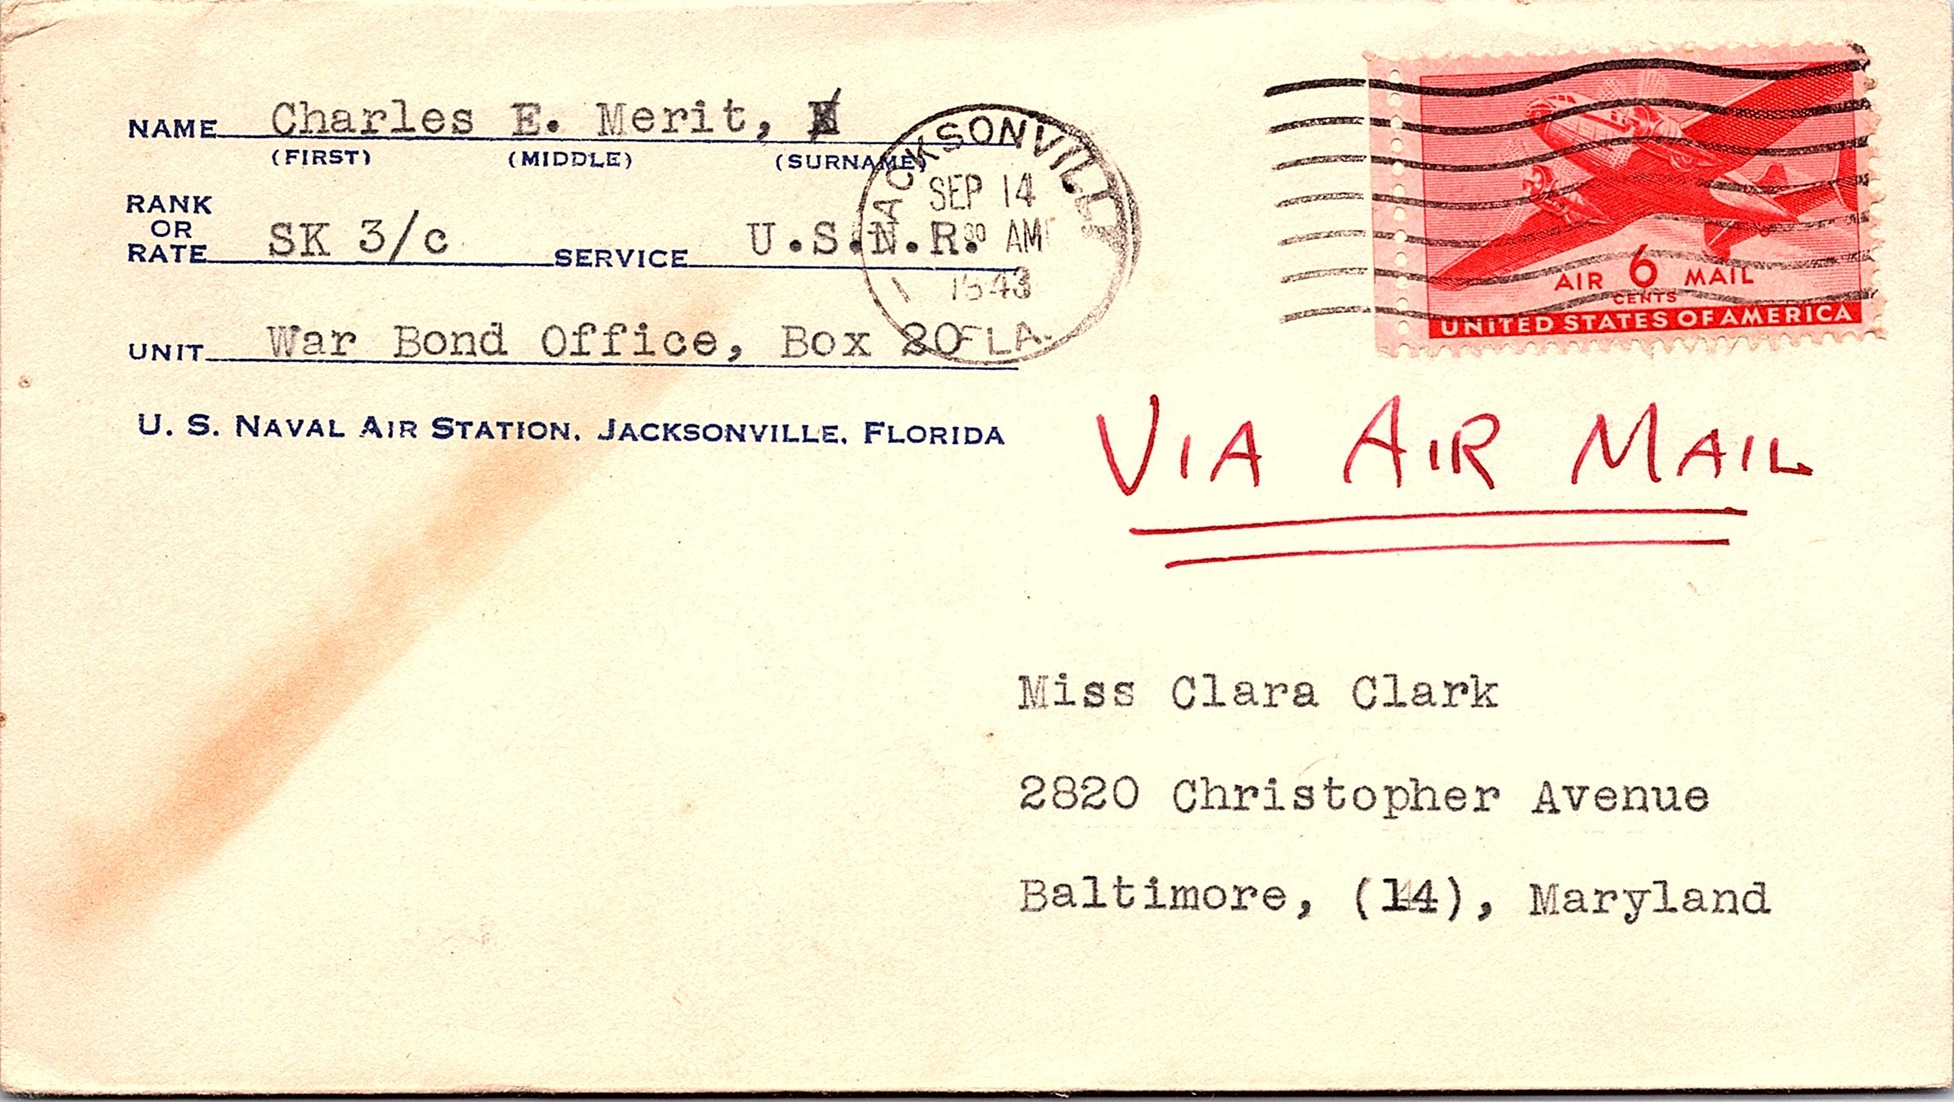 NAME Charles E. Merit,
(FIRST) (MIDDLE) (SURNAME)
RANK
OR
RATE SK 3/c SERVICE U.S.N.R.
UNIT War Bond Office, Box 20
U. S. NAVAL AIR STATION, JACKSONVILLE, FLORIDA
JACKSONVILLE
SEP 14
30 AM
1943
FLA.
AIR 6 MAIL
CENTS
UNITED STATES OF AMERICA
VIA AIR MAIL
Miss Clara Clark
2820 Christopher Avenue
Baltimore, (14), Maryland